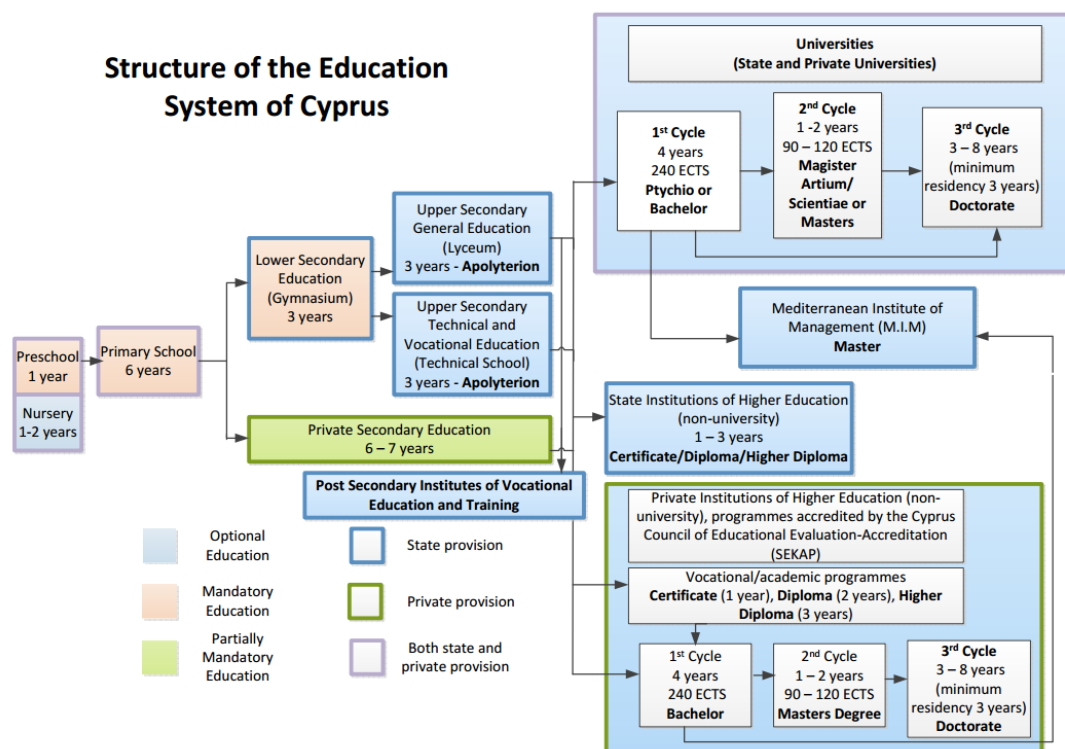 Structure of the Education
System of Cyprus
Preschool
1 year
Nursery
1-2 years
Primary School
6 years
Lower Secondary
Education
(Gymnasium)
3 years
Upper Secondary
General Education
(Lyceum)
3 years - Apolyterion
Upper Secondary
Technical and
Vocational Education
(Technical School)
3 years - Apolyterion
Private Secondary Education
6 – 7 years
Post Secondary Institutes of Vocational
Education and Training
Universities
(State and Private Universities)
1st Cycle
4 years
240 ECTS
Ptychio or
Bachelor
2nd Cycle
1 -2 years
90 – 120 ECTS
Magister
Artium/
Scientiae or
Masters
3rd Cycle
3 – 8 years
(minimum
residency 3 years)
Doctorate
Mediterranean Institute of
Management (M.I.M)
Master
State Institutions of Higher Education
(non-university)
1 – 3 years
Certificate/Diploma/Higher Diploma
Private Institutions of Higher Education (non-
university), programmes accredited by the Cyprus
Council of Educational Evaluation-Accreditation
(SEKAP)
Vocational/academic programmes
Certificate (1 year), Diploma (2 years), Higher
Diploma (3 years)
1st Cycle
4 years
240 ECTS
Bachelor
2nd Cycle
1 – 2 years
90 – 120 ECTS
Masters Degree
3rd Cycle
3 – 8 years
(minimum
residency 3 years)
Doctorate
Optional
Education
Mandatory
Education
Partially
Mandatory
Education
State provision
Private provision
Both state and
private provision